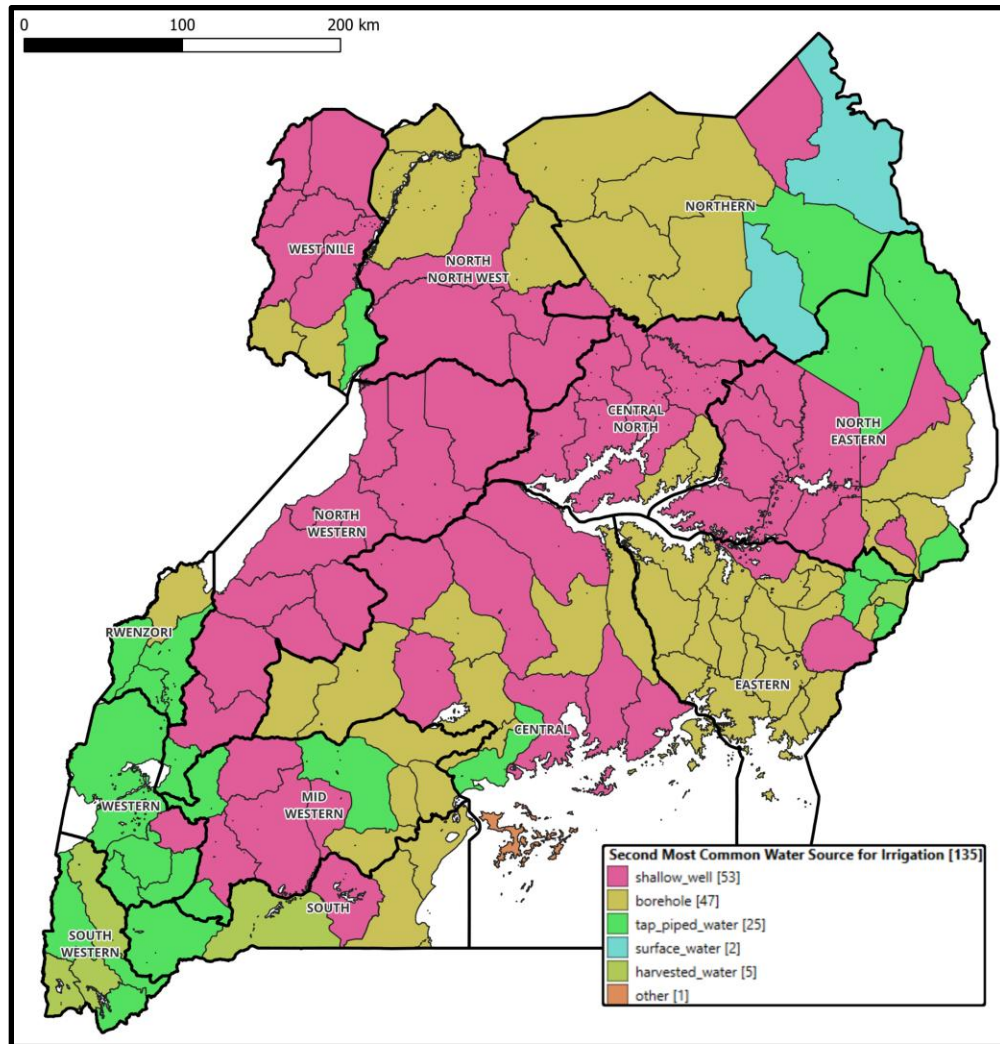 0 100 200 km
WEST NILE
NORTH
NORTH WEST
NORTHERN
CENTRAL
NORTH
NORTH
EASTERN
NORTH
WESTERN
RWENZORI
EASTERN
CENTRAL
WESTERN
MID
WESTERN
SOUTH
SOUTH
WESTERN
Second Most Common Water Source for Irrigation [135]
shallow_well [53]
borehole [47]
tap_piped_water [25]
surface_water [2]
harvested_water [5]
other [1]